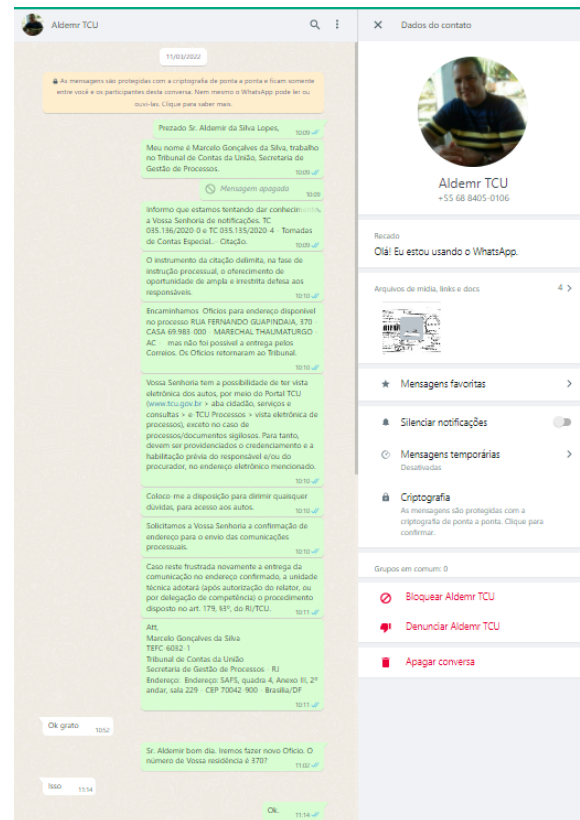 Aldemr TCU
11/03/2022
As mensagens são protegidas com a criptografia de ponta a ponta e ficam somente
entre você e os participantes desta conversa. Nem mesmo o WhatsApp pode ler ou
ouvi-las. Clique para saber mais.
Prezado Sr. Aldemir da Silva Lopes,
10:09
Meu nome é Marcelo Gonçalves da Silva, trabalho
no Tribunal de Contas da União, Secretaria de
Gestão de Processos.
10:09
Mensagem apagada
10:09
Informo que estamos tentando dar conhecimento
a Vossa Senhoria de notificações. TC
035.136/2020-0 e TC 035.135/2020-4 - Tomadas
de Contas Especial. - Citação.
10:09
O instrumento da citação delimita, na fase de
instrução processual, o oferecimento de
oportunidade de ampla e irrestrita defesa aos
responsáveis.
10:10
Encaminhamos Ofícios para endereço disponível
no processo RUA FERNANDO GUAPINDAIA, 370 -
CASA 69.983-000 - MARECHAL THAUMATURGO -
AC - mas não foi possível a entrega pelos
Correios. Os Ofícios retornaram ao Tribunal.
10:10
Vossa Senhoria tem a possibilidade de ter vista
eletrônica dos autos, por meio do Portal TCU
(www.tcu.gov.br > aba cidadão, serviços e
consultas > e-TCU Processos > vista eletrônica de
processos), exceto no caso de
processos/documentos sigilosos. Para tanto,
devem ser providenciados o credenciamento e a
habilitação prévia do responsável e/ou do
procurador, no endereço eletrônico mencionado.
10:10
Coloco-me a disposição para dirimir quaisquer
dúvidas, para acesso aos autos.
10:10
Solicitamos a Vossa Senhoria a confirmação de
endereço para o envio das comunicações
processuais.
10:10
Caso reste frustrada novamente a entrega da
comunicação no endereço confirmado, a unidade
técnica adotará (após autorização do relator, ou
por delegação de competência) o procedimento
disposto no art. 179, §3º, do RI/TCU.
10:11
Att,
Marcelo Gonçalves da Silva
TEFC-6032-1
Tribunal de Contas da União
Secretaria de Gestão de Processos - RJ
Endereço: Endereço: SAFS, quadra 4, Anexo III, 2º
andar, sala 229 - CEP 70042-900 - Brasília/DF
10:11
Ok grato
10:52
Sr. Aldemir bom dia. Iremos fazer novo Ofício. O
número de Vossa residência é 370?
11:02
Isso
11:14
Ok.
11:14
Dados do contato
Aldemr TCU
+55 68 8405-0106
Recado
Olá! Eu estou usando o WhatsApp.
Arquivos de mídia, links e docs
4
Mensagens favoritas
Silenciar notificações
Mensagens temporárias
Desativadas
Criptografia
As mensagens são protegidas com a
criptografia de ponta a ponta. Clique para
confirmar.
Grupos em comum: 0
Bloquear Aldemr TCU
Denunciar Aldemr TCU
Apagar conversa